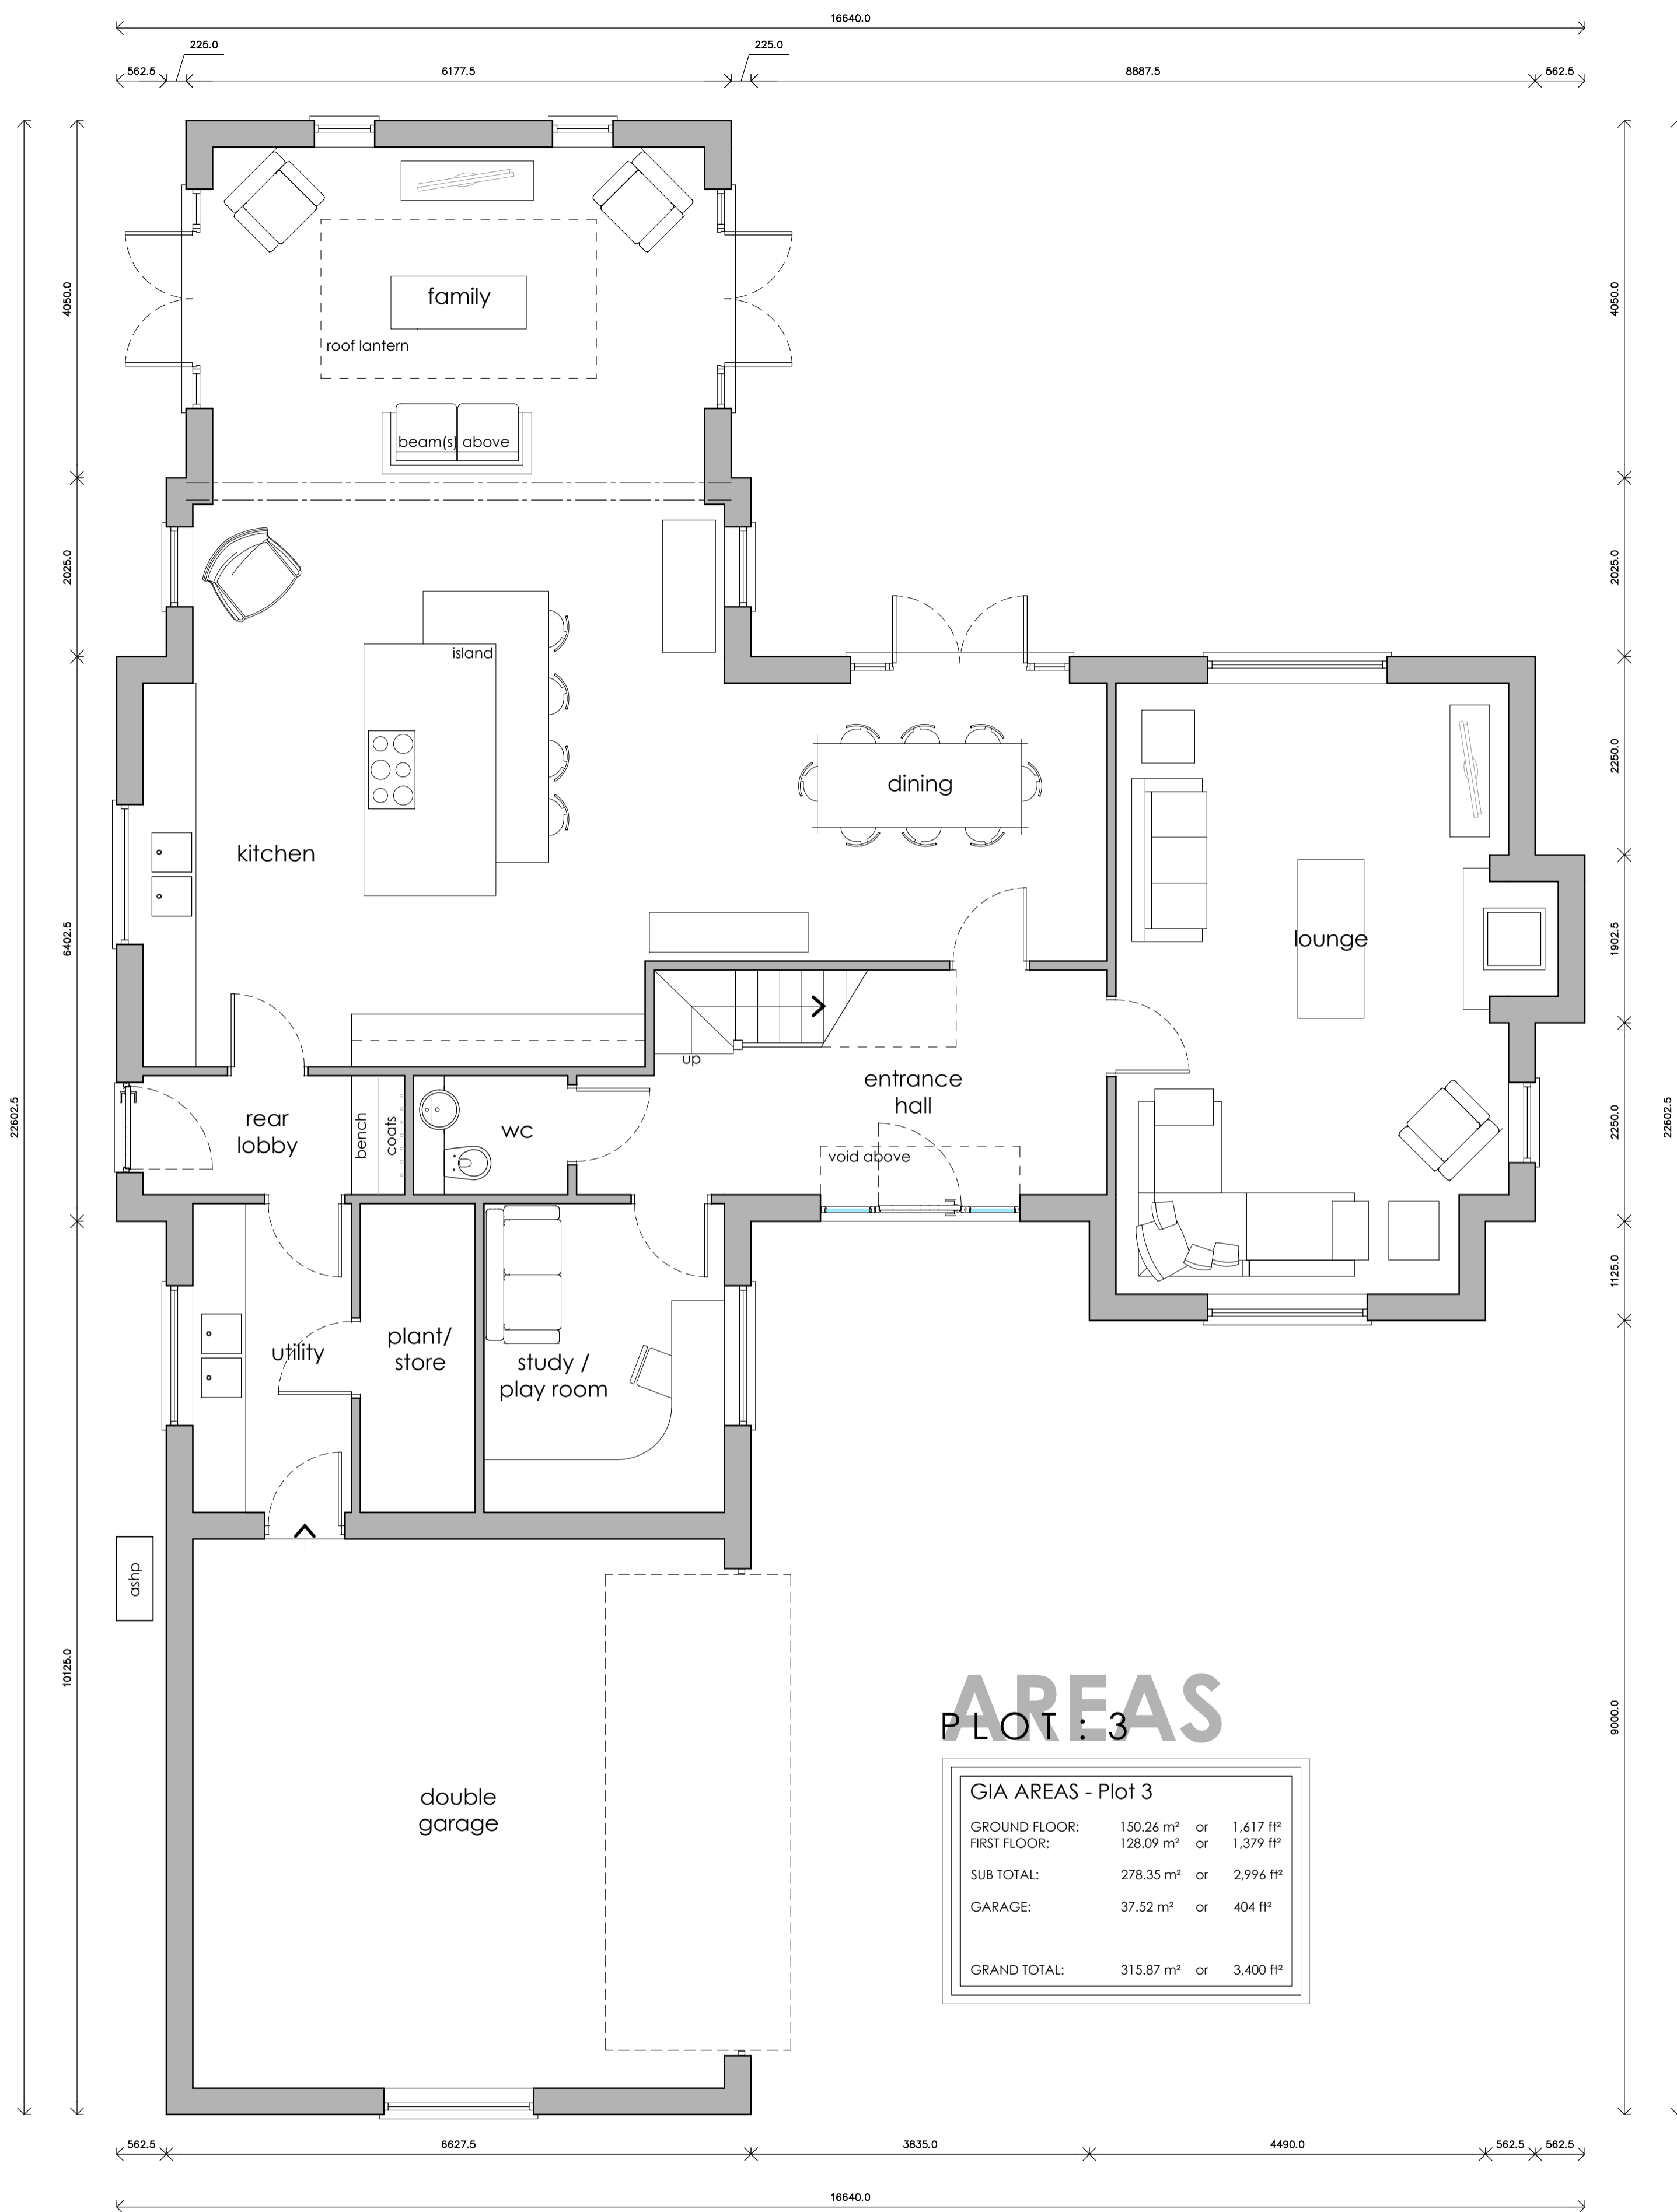 16640.0
225.0
225.0
562.5
6177.5
8887.5
562.5
4050.0
4050.0
family
roof lantern
beam(s) above
2025.0
2025.0
island
2250.0
dining
kitchen
6402.5
lounge
1902.5
up
entrance
hall
22602.5
rear
lobby
bench
coats
wc
2250.0
22602.5
void above
1125.0
utility
plant/
store
study /
play room
ashp
10125.0
9000.0
AREAS
PLOT : 3
double
garage
GIA AREAS - Plot 3
GROUND FLOOR: 150.26 m² or 1,617 ft²
FIRST FLOOR: 128.09 m² or 1,379 ft²
SUB TOTAL: 278.35 m² or 2,996 ft²
GARAGE: 37.52 m² or 404 ft²
GRAND TOTAL: 315.87 m² or 3,400 ft²
562.5
6627.5
3835.0
4490.0
562.5
562.5
16640.0